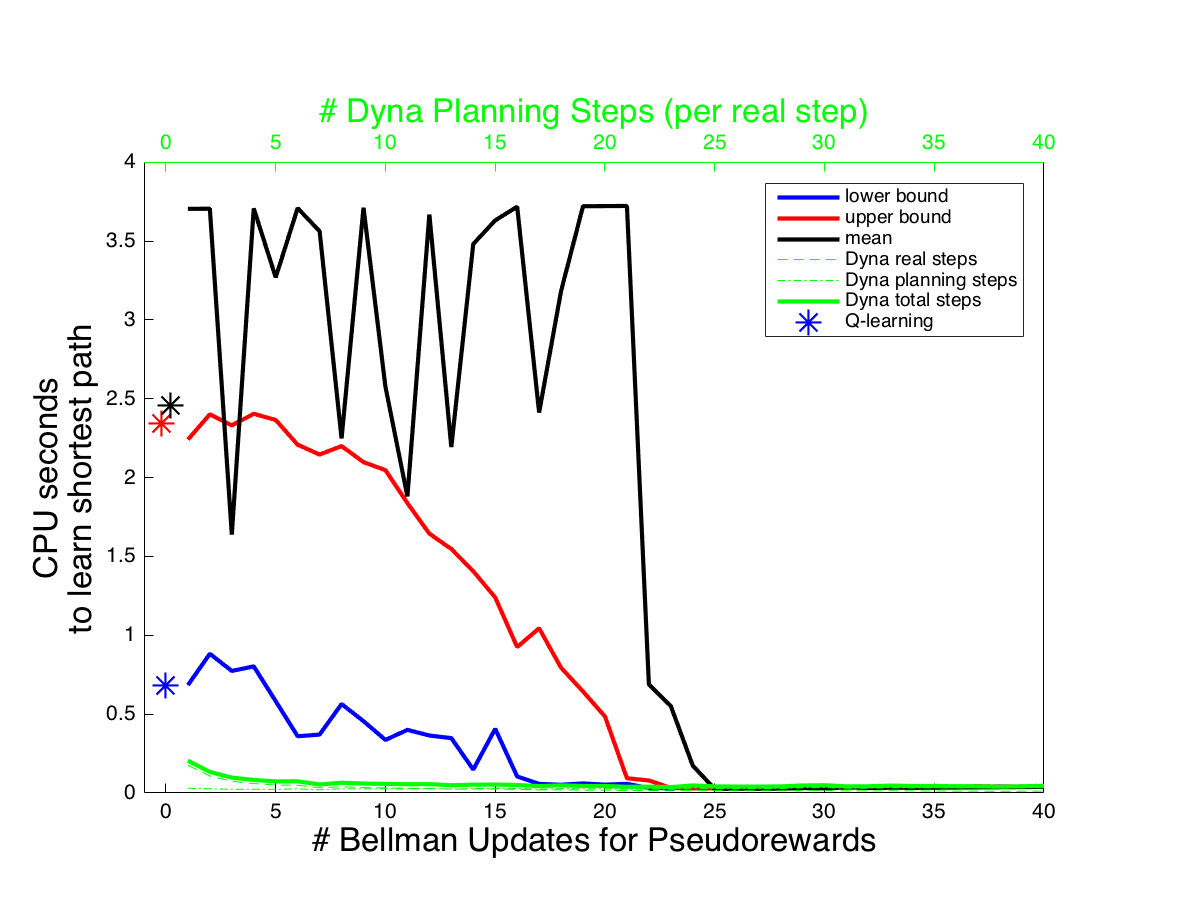 # Dyna Planning Steps (per real step)
0 5 10 15 20 25 30 35 40
4
3.5
3
2.5
2
1.5
1
0.5
0
CPU seconds
to learn shortest path
lower bound
upper bound
mean
Dyna real steps
Dyna planning steps
Dyna total steps
Q-learning
0 5 10 15 20 25 30 35 40
# Bellman Updates for Pseudorewards